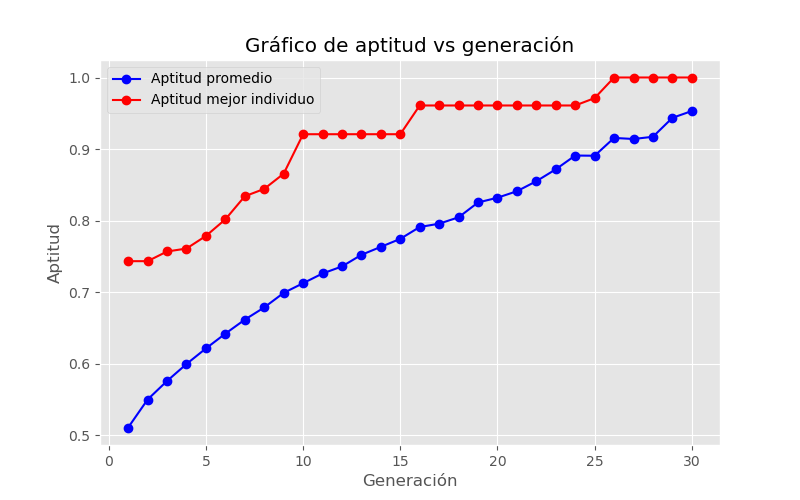 Gráfico de aptitud vs generación
Aptitud promedio
Aptitud mejor individuo
Aptitud
1.0
0.9
0.8
0.7
0.6
0.5
0
5
10
15
20
25
30
Generación